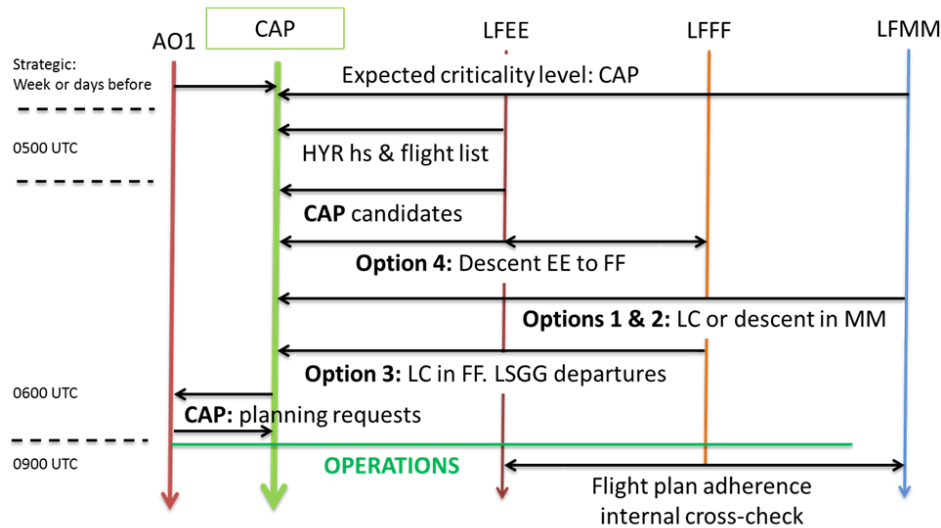 AO1
CAP
LFEE
LFFF
LFMM
Strategic:
Week or days before
Expected criticality level: CAP
0500 UTC
HYR hs & flight list
CAP candidates
Option 4: Descent EE to FF
Options 1 & 2: LC or descent in MM
Option 3: LC in FF. LSGG departures
0600 UTC
CAP: planning requests
0900 UTC
OPERATIONS
Flight plan adherence
internal cross-check